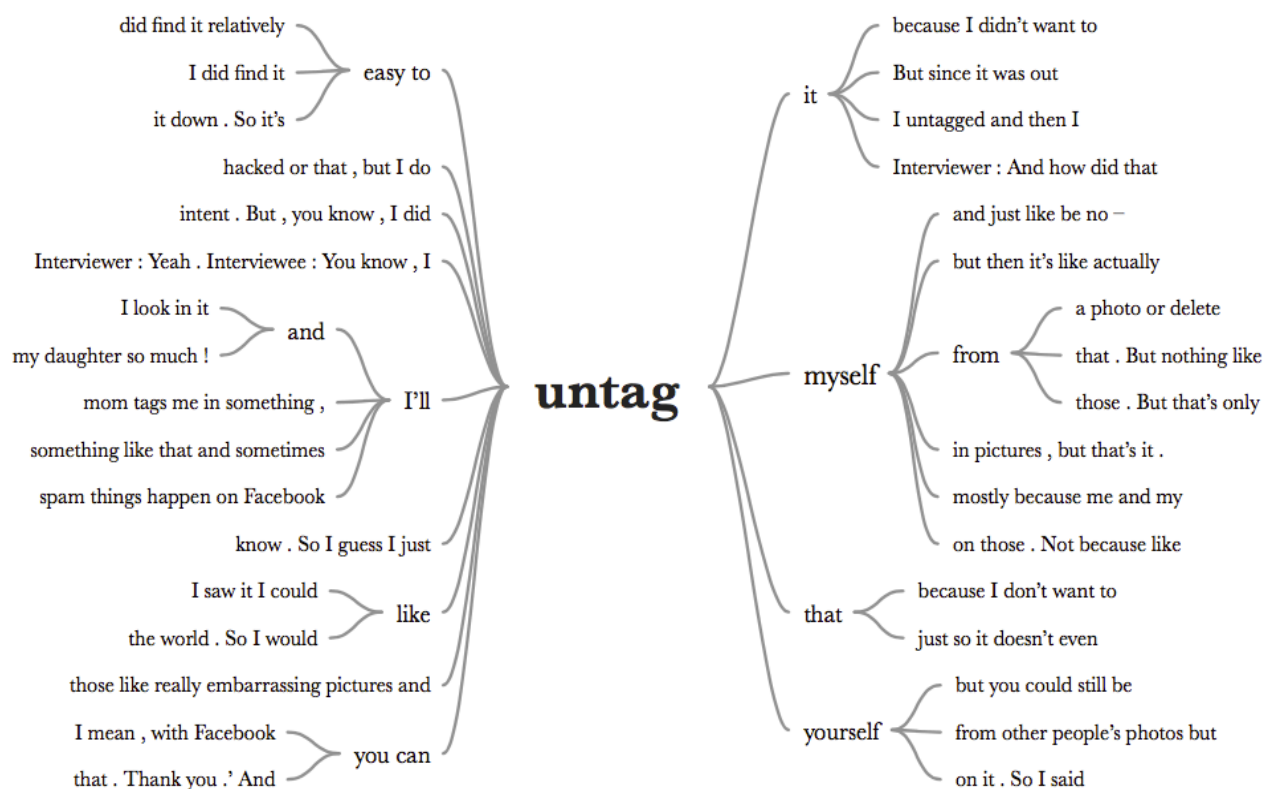 did find it relatively
I did find it
it down . So it's
easy to
hacked or that , but I do
intent . But , you know , I did
Interviewer : Yeah . Interviewee : You know , I
I look in it
my daughter so much !
and
mom tags me in something ,
something like that and sometimes
spam things happen on Facebook
I'll
know . So I guess I just
I saw it I could
the world . So I would
like
those like really embarrassing pictures and
I mean , with Facebook
that . Thank you .' And
you can
untag
it
because I didn't want to
But since it was out
I untagged and then I
Interviewer : And how did that
myself
and just like be no –
but then it's like actually
from
a photo or delete
that . But nothing like
those . But that's only
in pictures , but that's it .
mostly because me and my
on those . Not because like
that
because I don't want to
just so it doesn't even
yourself
but you could still be
from other people's photos but
on it . So I said